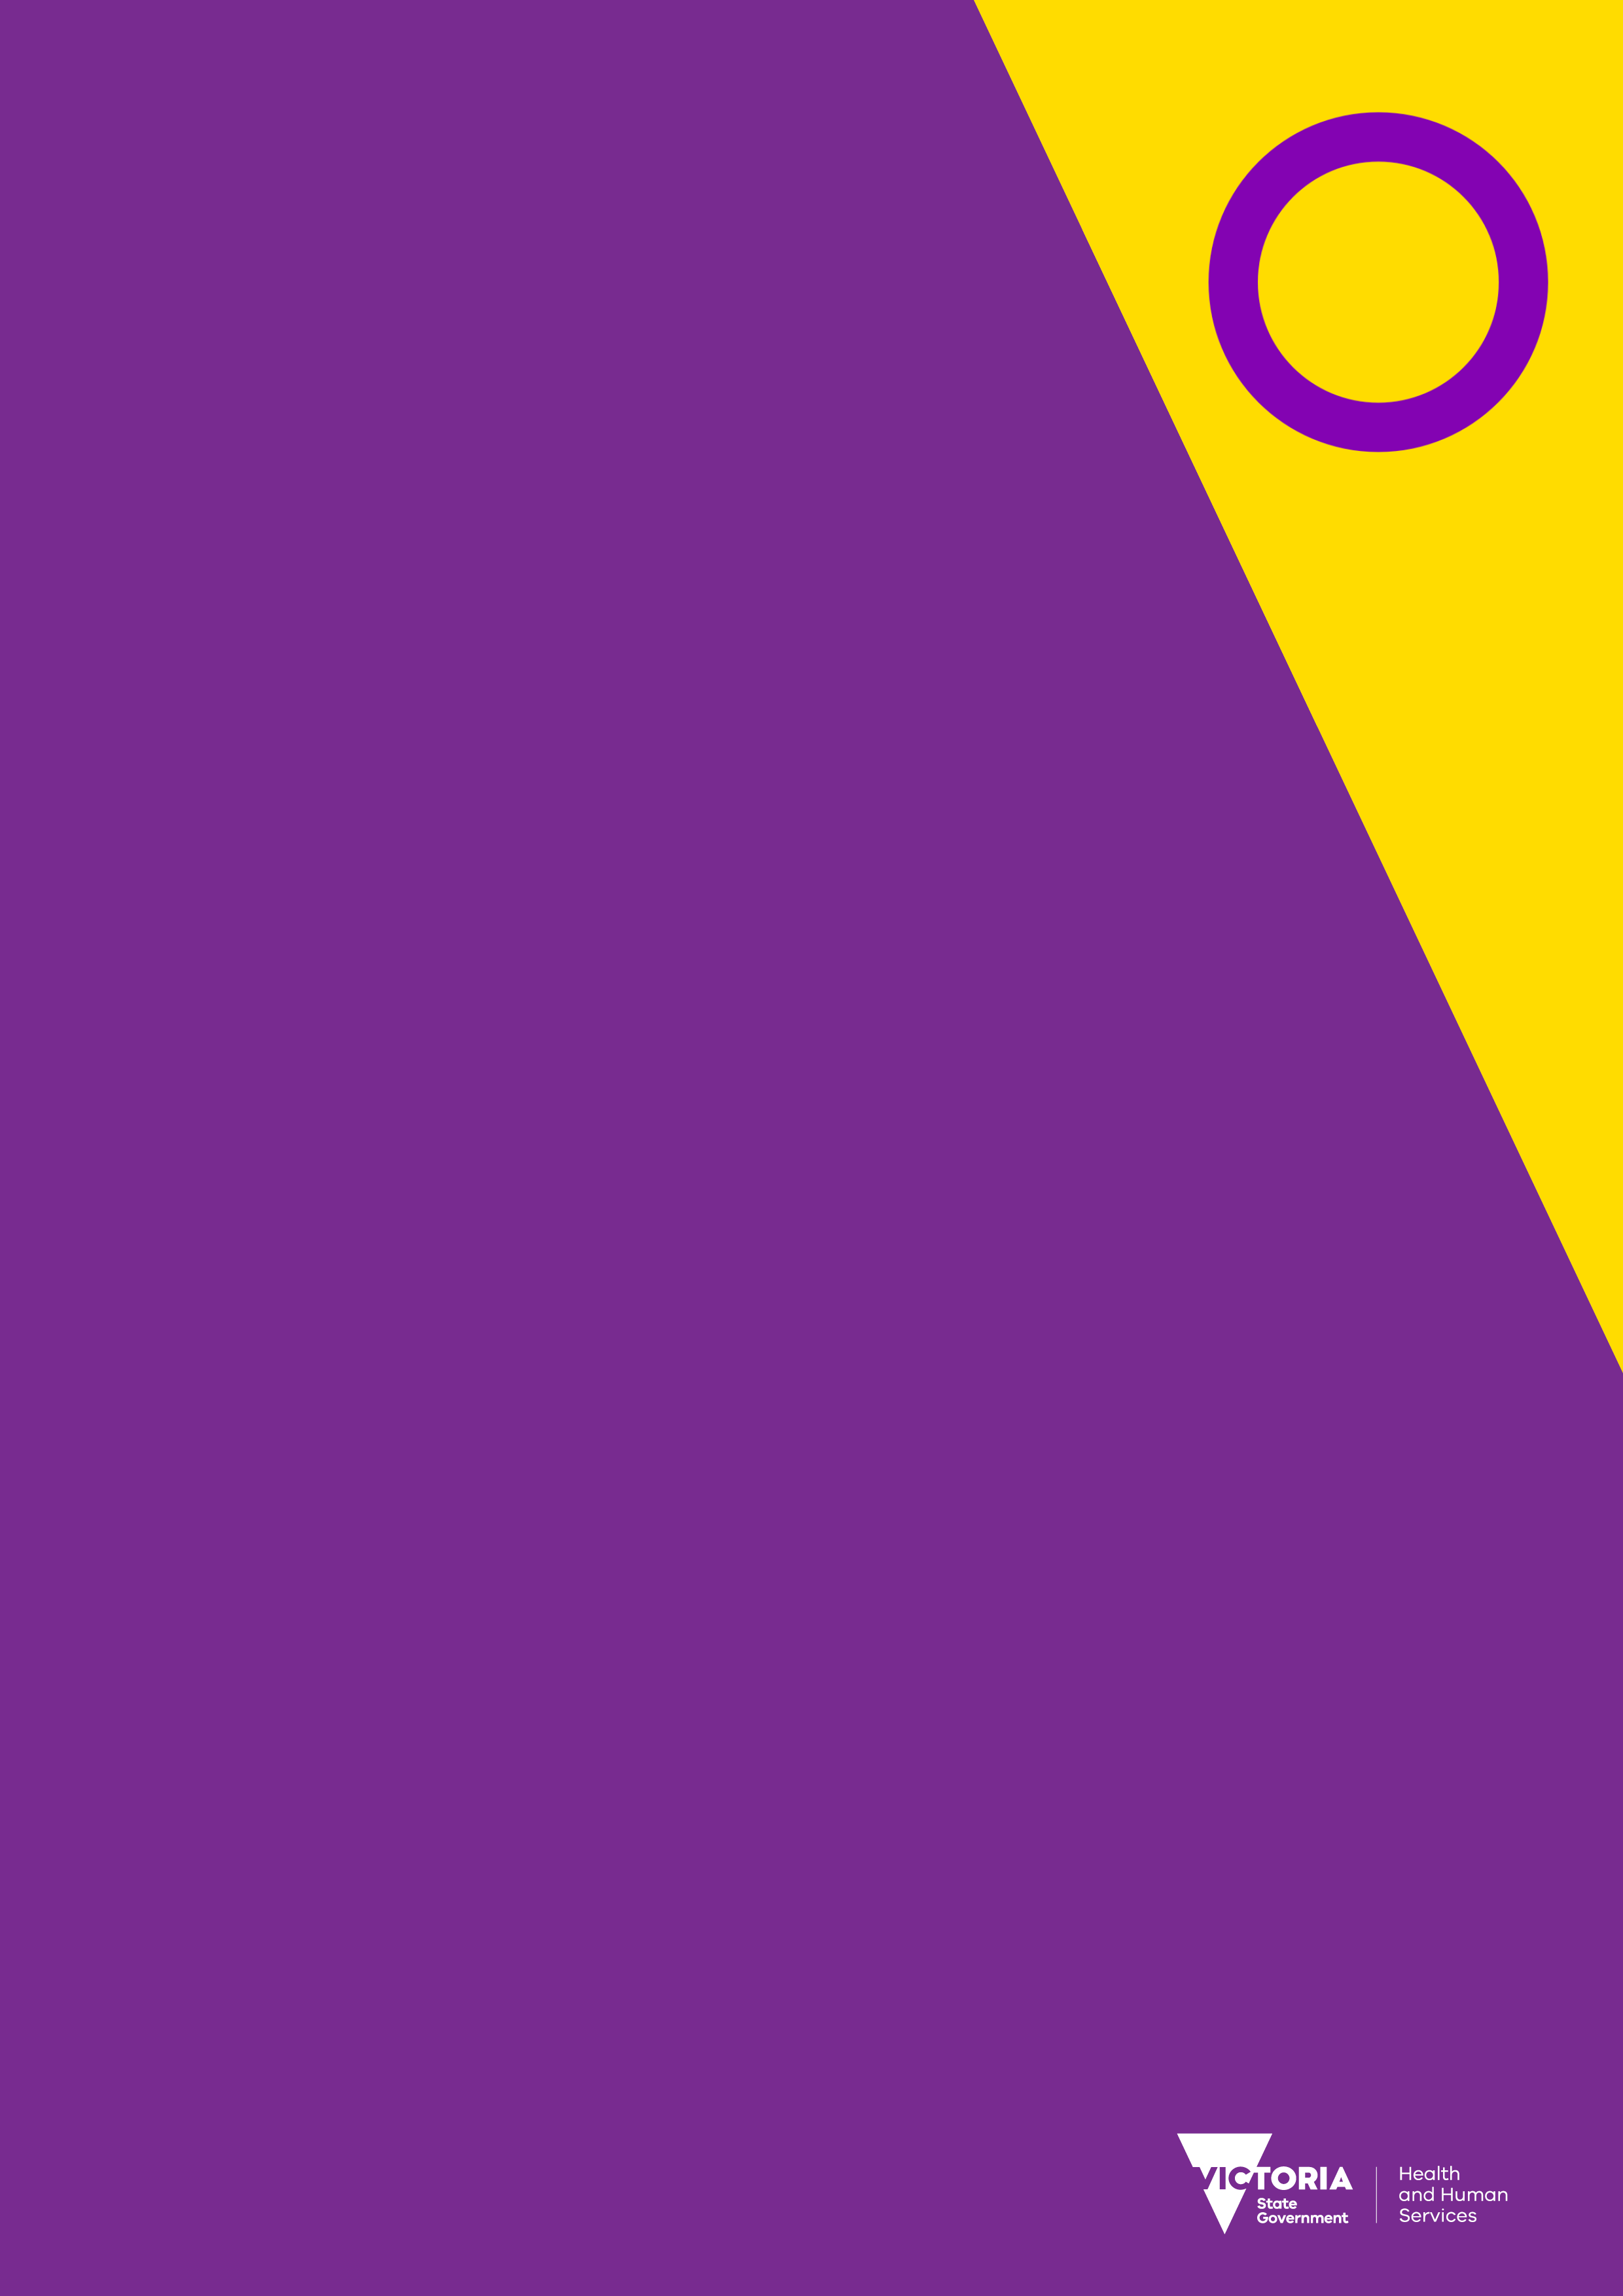 VICTORIA
State
Government
Health
and Human
Services